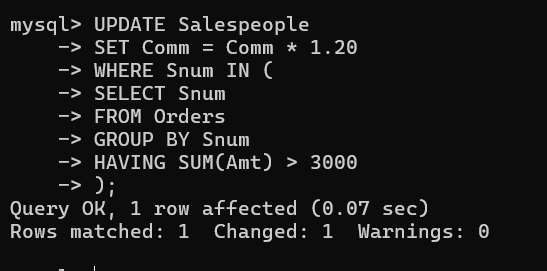 mysql> UPDATE Salespeople
    -> SET Comm = Comm * 1.20
    -> WHERE Snum IN (
    -> SELECT Snum
    -> FROM Orders
    -> GROUP BY Snum
    -> HAVING SUM(Amt) > 3000
    -> );
Query OK, 1 row affected (0.07 sec)
Rows matched: 1  Changed: 1  Warnings: 0